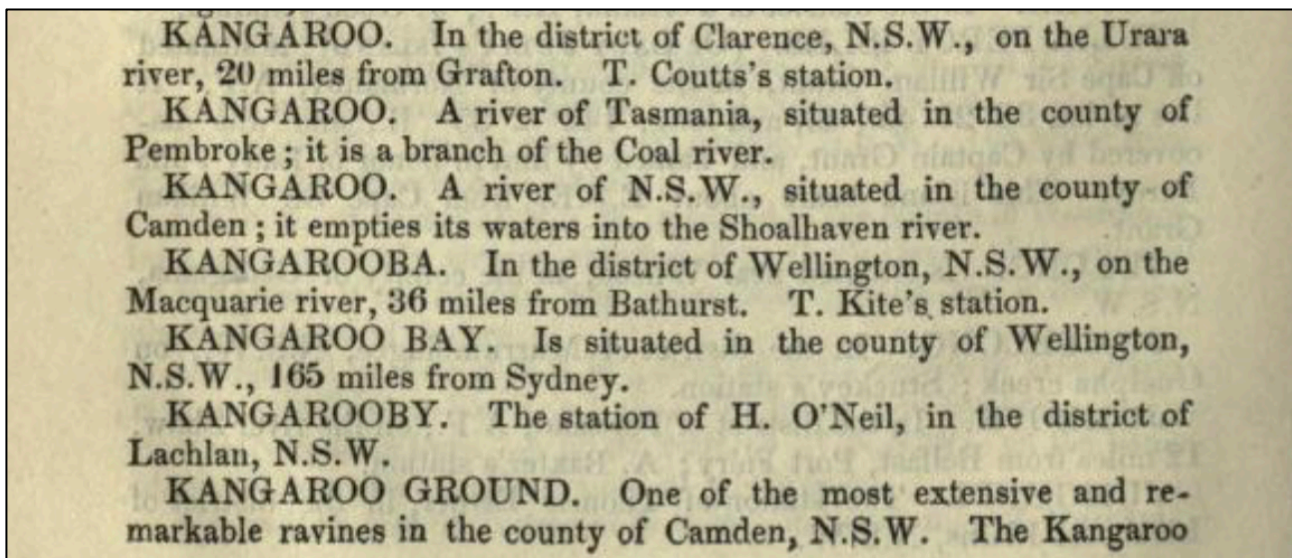 KANGAROO. In the district of Clarence, N.S.W., on the Urara
river, 20 miles from Grafton. T. Coutts's station.
KANGAROO. A river of Tasmania, situated in the county of
Pembroke; it is a branch of the Coal river.
KANGAROO. A river of N.S.W., situated in the county of
Camden; it empties its waters into the Shoalhaven river.
KANGAROOBA. In the district of Wellington, N.S.W., on the
Macquarie river, 36 miles from Bathurst. T. Kite's station.
KANGAROO BAY. Is situated in the county of Wellington,
N.S.W., 165 miles from Sydney.
KANGAROOBY. The station of H. O'Neil, in the district of
Lachlan, N.S.W.
KANGAROO GROUND. One of the most extensive and re-
markable ravines in the county of Camden, N.S.W. The Kangaroo